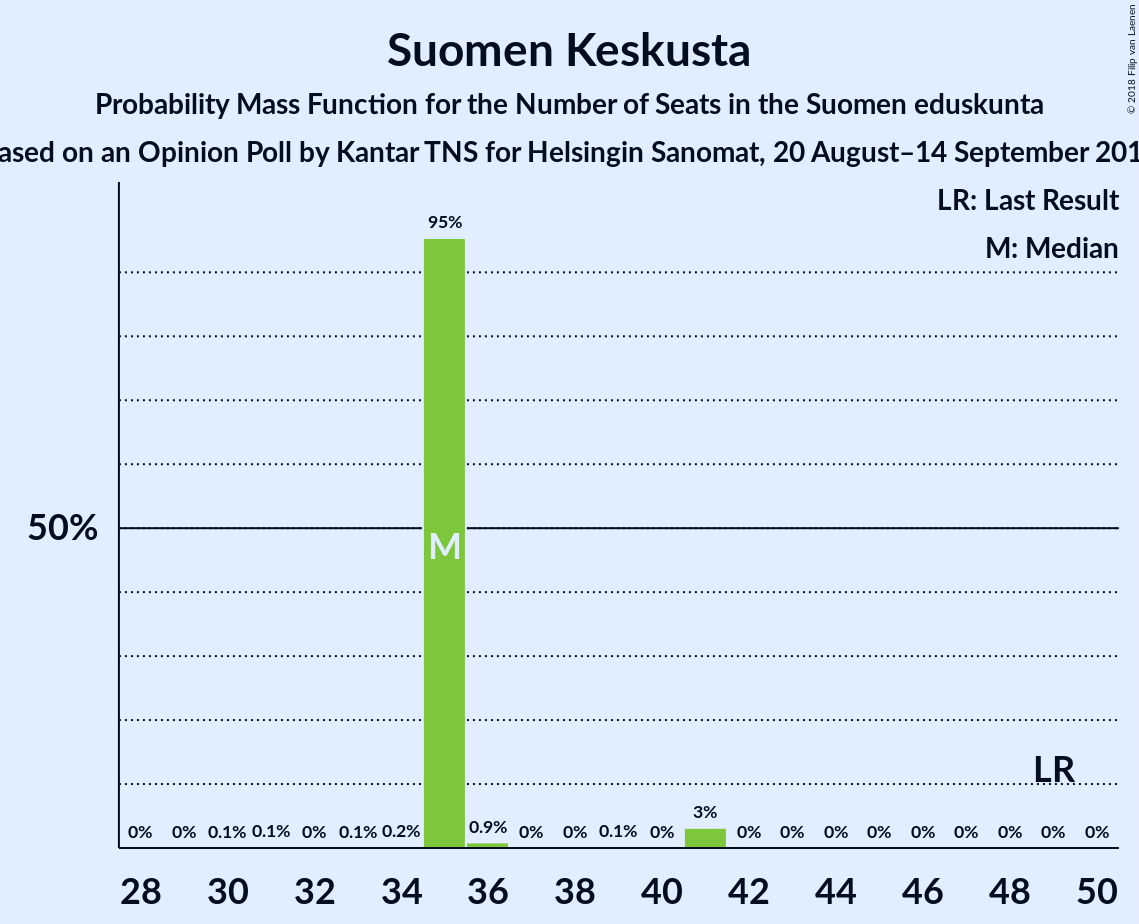 Suomen Keskusta
© 2018 Filip van Laenen
Probability Mass Function for the Number of Seats in the Suomen eduskunta
ased on an Opinion Poll by Kantar TNS for Helsingin Sanomat, 20 August–14 September 201
LR: Last Result
M: Median
95%
50%
M
LR
0% 0% 0.1% 0.1% 0% 0.1% 0.2% 0.9% 0% 0% 0.1% 0% 3% 0% 0% 0% 0% 0% 0% 0% 0% 0%
28 30 32 34 36 38 40 42 44 46 48 50